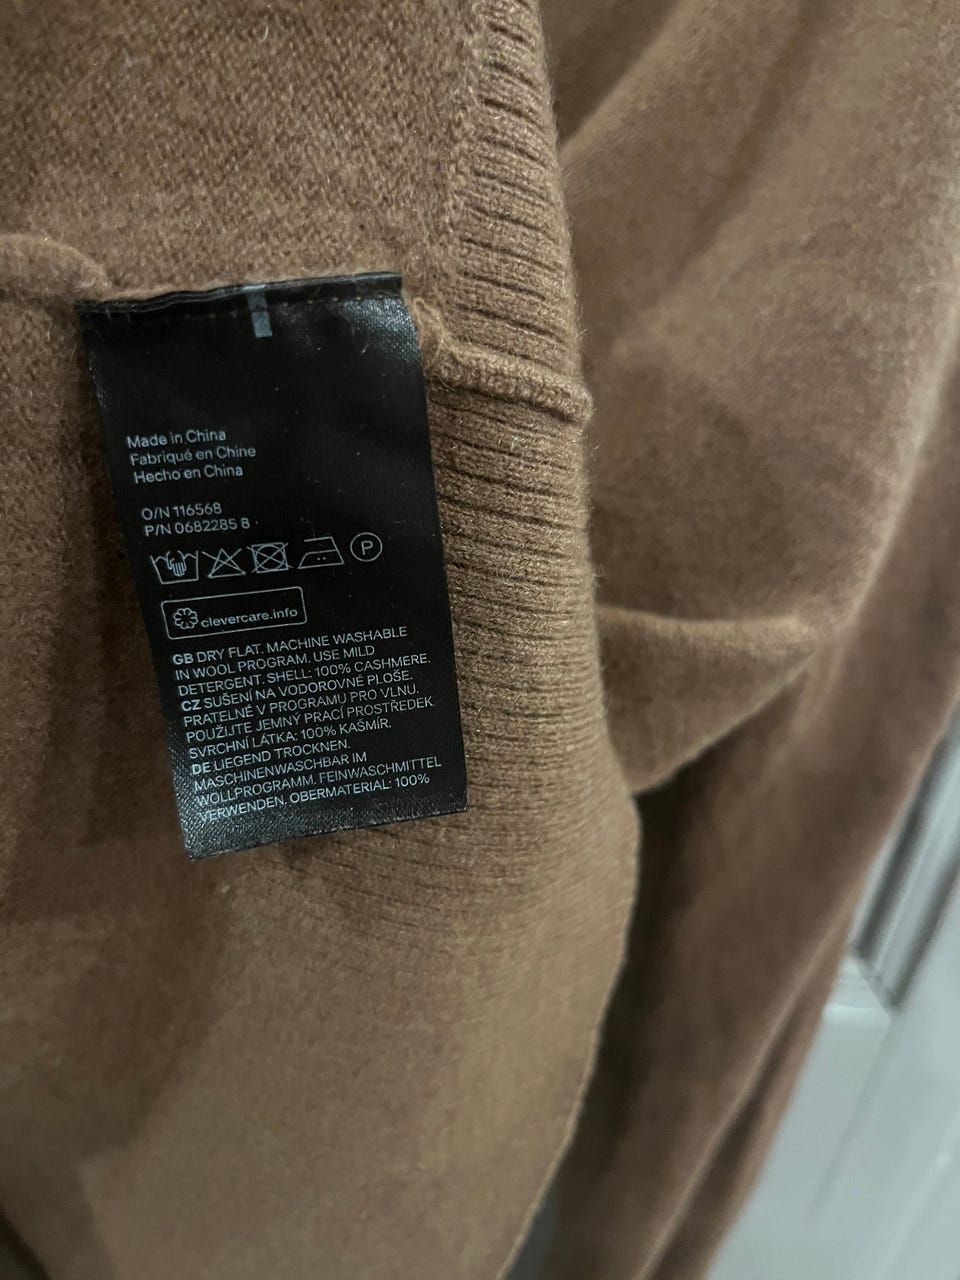 Made in China
Fabriqué en Chine
Hecho en China
O/N 116568
P/N 0682285 8
P
clevercare.info
GB DRY FLAT. MACHINE WASHABLE
IN WOOL PROGRAM. USE MILD
DETERGENT. SHELL: 100% CASHMERE.
CZ SUŠENÍ NA VODOROVNÉ PLOŠE.
PRATELNÉ V PROGRAMU PRO VLNU.
POUŽIJTE JEMNÝ PRACÍ PROSTŘEDEK.
SVRCHNÍ LÁTKA: 100% KAŠMÍR.
DE LIEGEND TROCKNEN.
MASCHINENWASCHBAR IM
WOLLPROGRAMM. FEINWASCHMITTEL
VERWENDEN. OBERMATERIAL: 100%